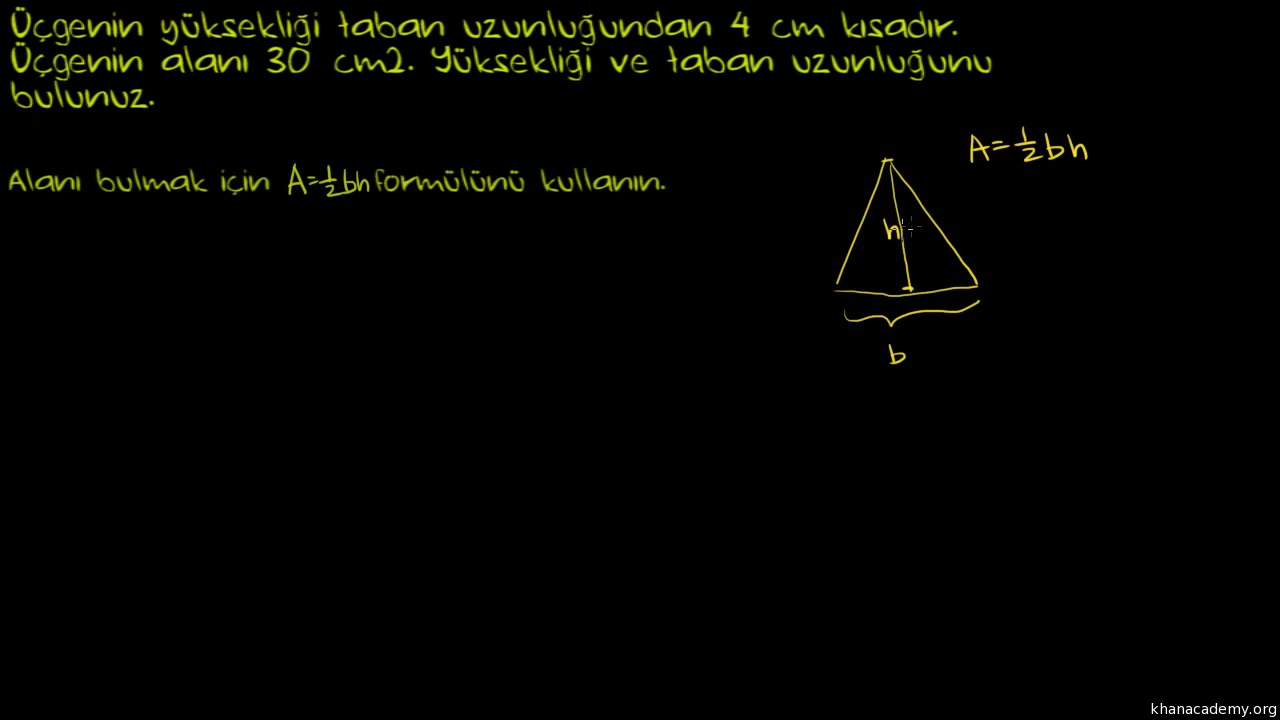 Üçgenin yüksekliği taban uzunluğundan 4 cm kısadır.
Üçgenin alanı 30 cm2. Yüksekliği ve taban uzunluğunu
bulunuz.
A=½bh
Alanı bulmak için A=½bh formülünü kullanın.
h
b
khanacademy.org